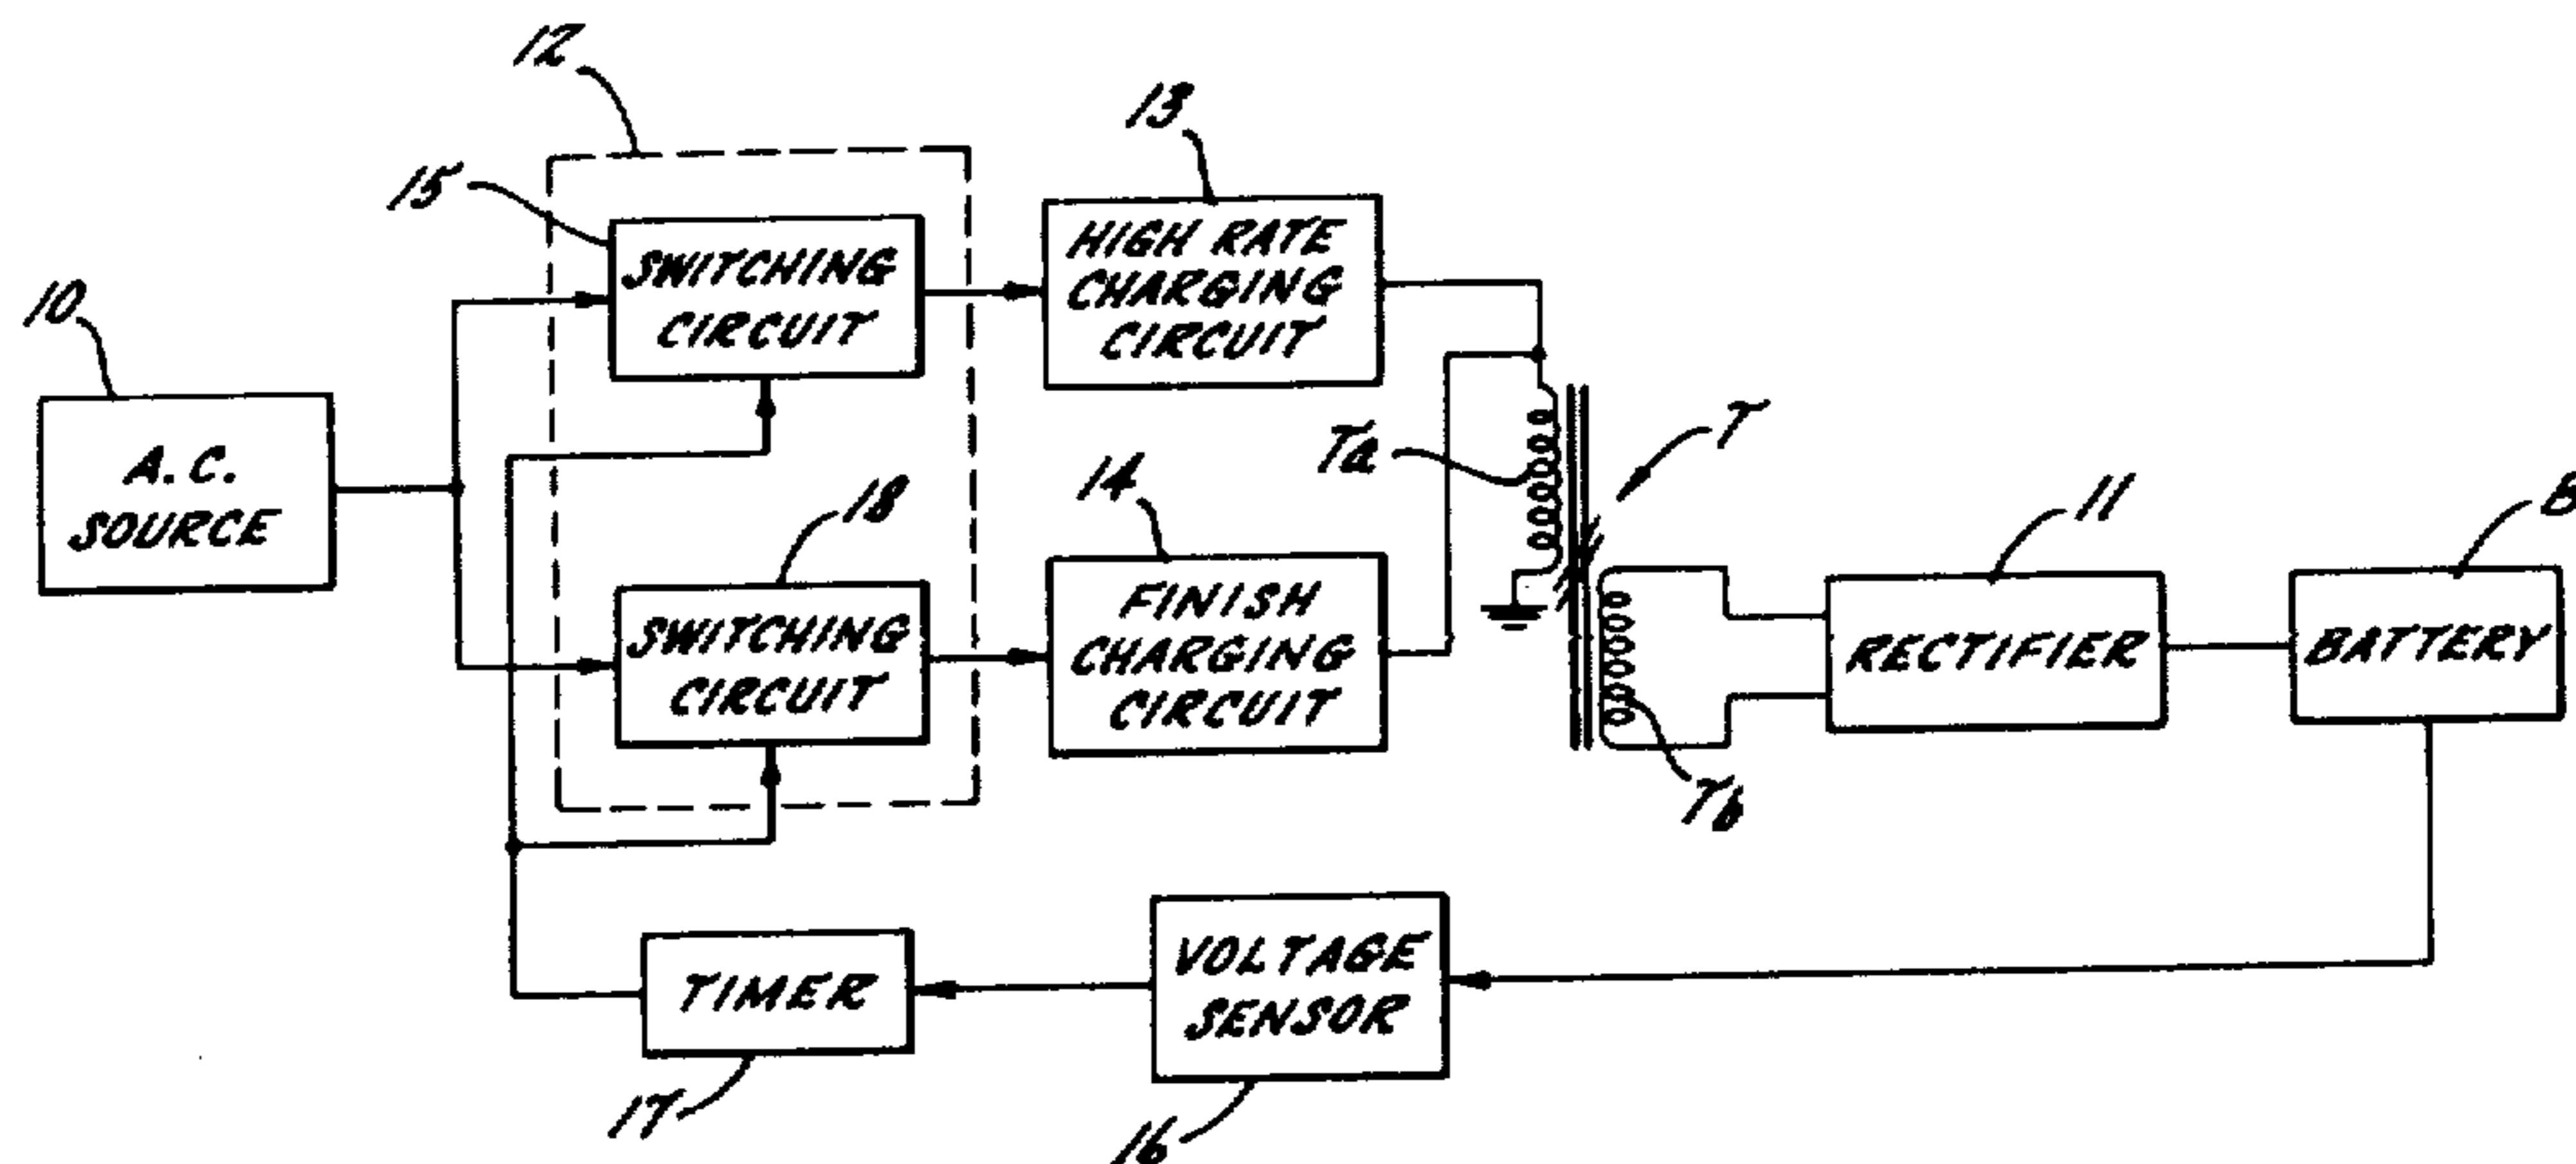 12
13
15
SWITCHING
CIRCUIT
HIGH RATE
CHARGING
CIRCUIT
10
A.C.
SOURCE
Ta
T
14
18
11
B
SWITCHING
CIRCUIT
FINISH
CHARGING
CIRCUIT
RECTIFIER
BATTERY
Tb
TIMER
VOLTAGE
SENSOR
17
16